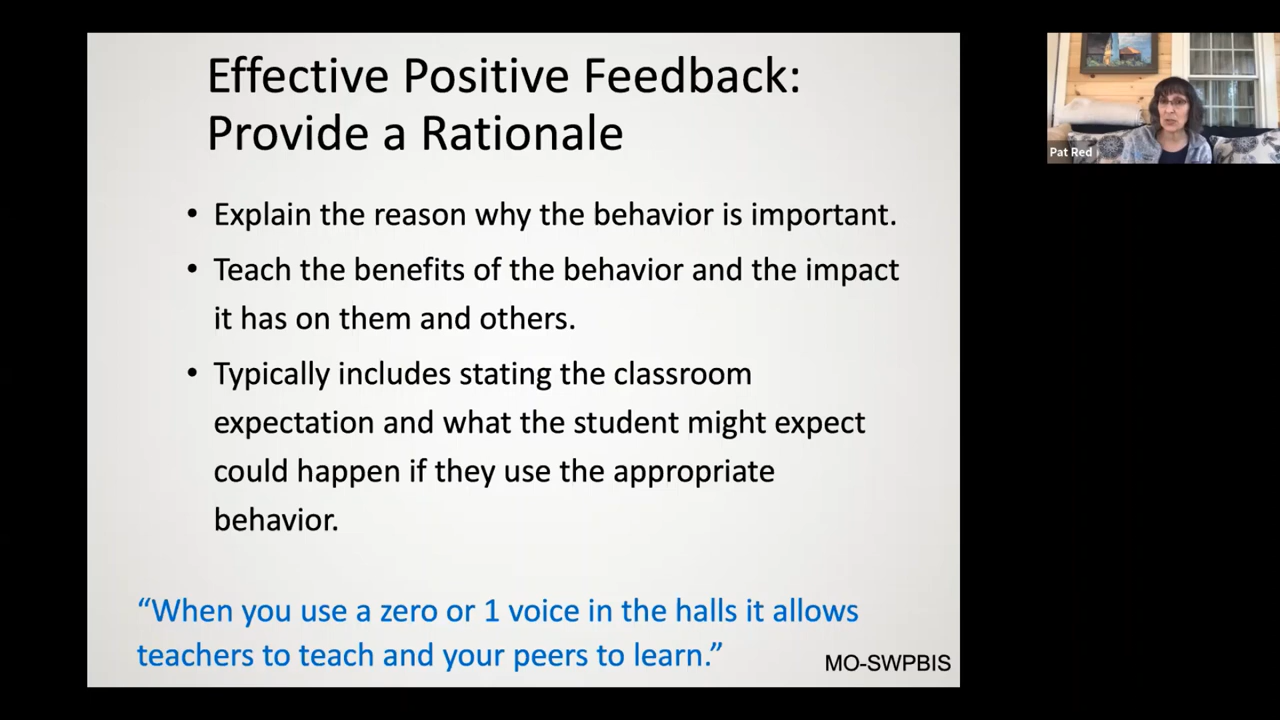 Effective Positive Feedback:
Provide a Rationale
• Explain the reason why the behavior is important.
• Teach the benefits of the behavior and the impact
it has on them and others.
• Typically includes stating the classroom
expectation and what the student might expect
could happen if they use the appropriate
behavior.
“When you use a zero or 1 voice in the halls it allows
teachers to teach and your peers to learn.”
MO-SWPBIS
Pat Red